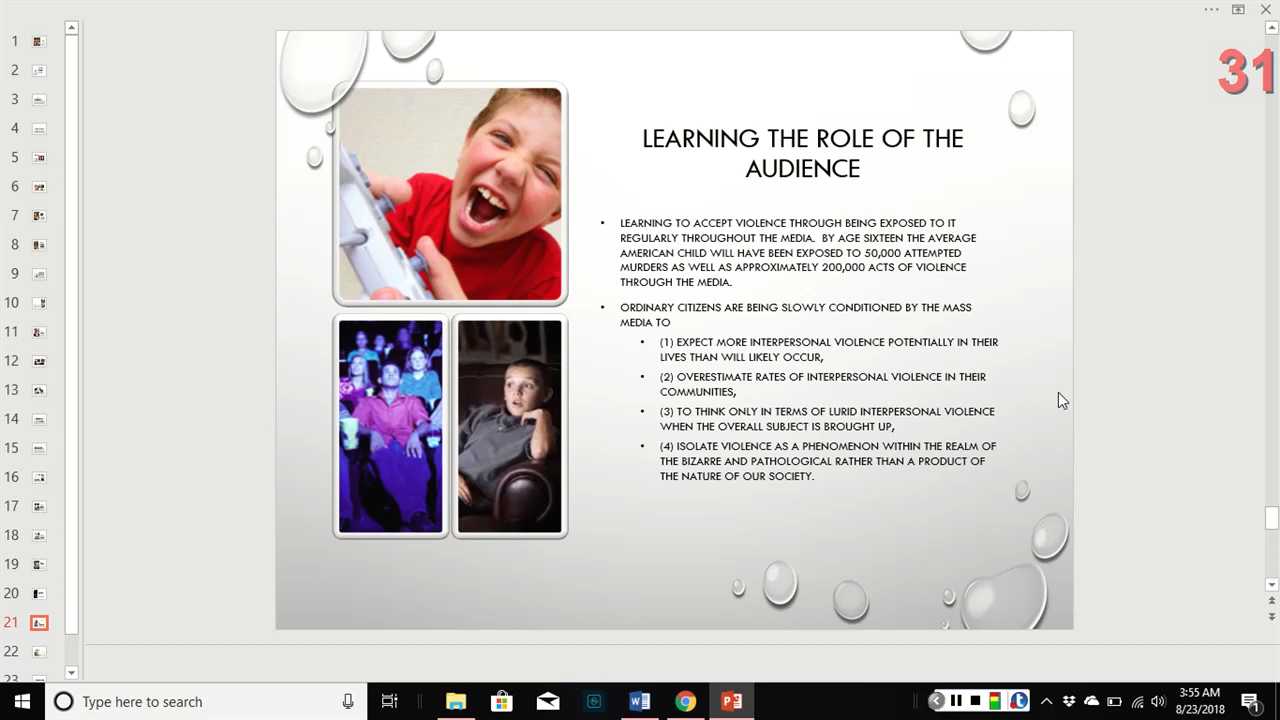 31
1
2
3
4
5
6
7
8
9
10
11
12
13
14
15
16
17
18
19
20
21
22
LEARNING THE ROLE OF THE
AUDIENCE
• LEARNING TO ACCEPT VIOLENCE THROUGH BEING EXPOSED TO IT
REGULARLY THROUGHOUT THE MEDIA. BY AGE SIXTEEN THE AVERAGE
AMERICAN CHILD WILL HAVE BEEN EXPOSED TO 50,000 ATTEMPTED
MURDERS AS WELL AS APPROXIMATELY 200,000 ACTS OF VIOLENCE
THROUGH THE MEDIA.
• ORDINARY CITIZENS ARE BEING SLOWLY CONDITIONED BY THE MASS
MEDIA TO
• (1) EXPECT MORE INTERPERSONAL VIOLENCE POTENTIALLY IN THEIR
LIVES THAN WILL LIKELY OCCUR,
• (2) OVERESTIMATE RATES OF INTERPERSONAL VIOLENCE IN THEIR
COMMUNITIES,
• (3) TO THINK ONLY IN TERMS OF LURID INTERPERSONAL VIOLENCE
WHEN THE OVERALL SUBJECT IS BROUGHT UP,
• (4) ISOLATE VIOLENCE AS A PHENOMENON WITHIN THE REALM OF
THE BIZARRE AND PATHOLOGICAL RATHER THAN A PRODUCT OF
THE NATURE OF OUR SOCIETY.
Type here to search
3:55 AM
8/23/2018
1